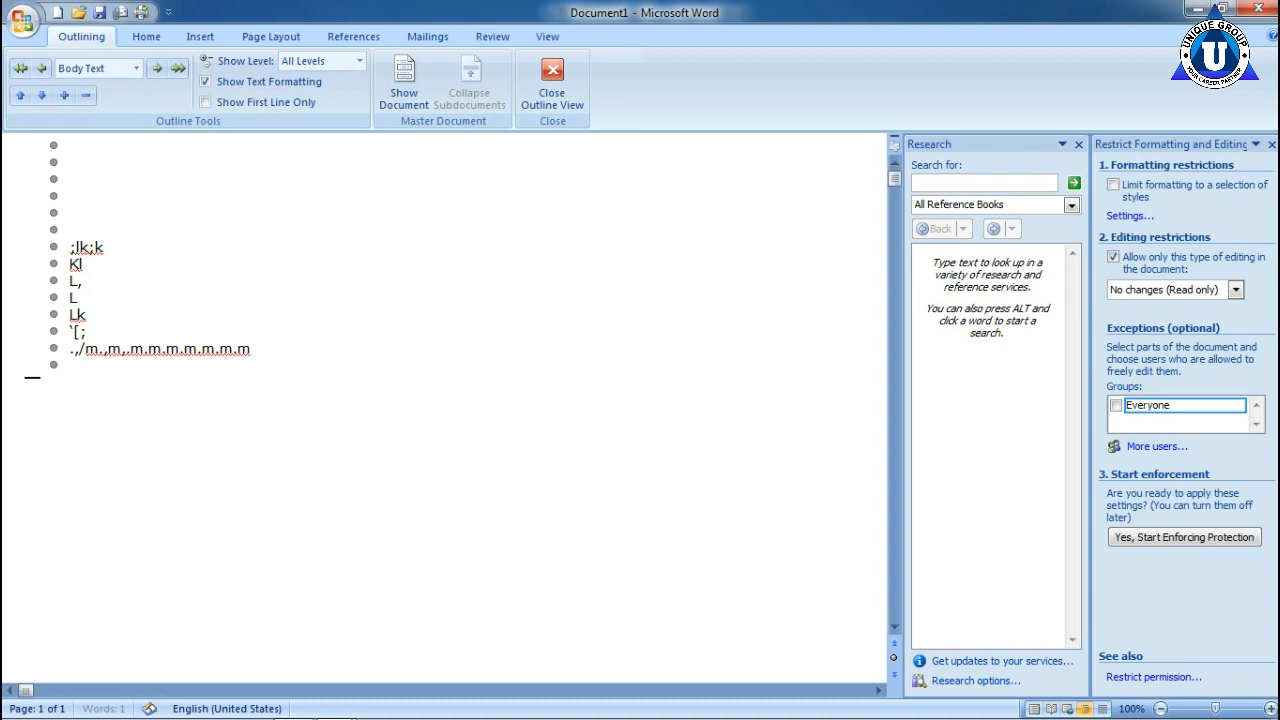 Document1 - Microsoft Word
UNIQUE GROUP
U
YOUR CAREER PARTNER
Outlining
Home
Insert
Page Layout
References
Mailings
Review
View
Body Text
Show Level:
All Levels
Show Text Formatting
Show First Line Only
Outline Tools
Show
Document
Collapse
Subdocuments
Master Document
Close
Outline View
Close
;lk;k
Kl
L,
L
Lk
`[;
.,/m.,m,.m.m.m.m.m.m.m
Research
Search for:
All Reference Books
Back
Type text to look up in a
variety of research and
reference services.
You can also press ALT and
click a word to start a
search.
Get updates to your services...
Research options...
Restrict Formatting and Editing
1. Formatting restrictions
Limit formatting to a selection of
styles
Settings...
2. Editing restrictions
Allow only this type of editing in
the document:
No changes (Read only)
Exceptions (optional)
Select parts of the document and
choose users who are allowed to
freely edit them.
Groups:
Everyone
More users...
3. Start enforcement
Are you ready to apply these
settings? (You can turn them off
later)
Yes, Start Enforcing Protection
See also
Restrict permission...
Page: 1 of 1
Words: 1
English (United States)
100%